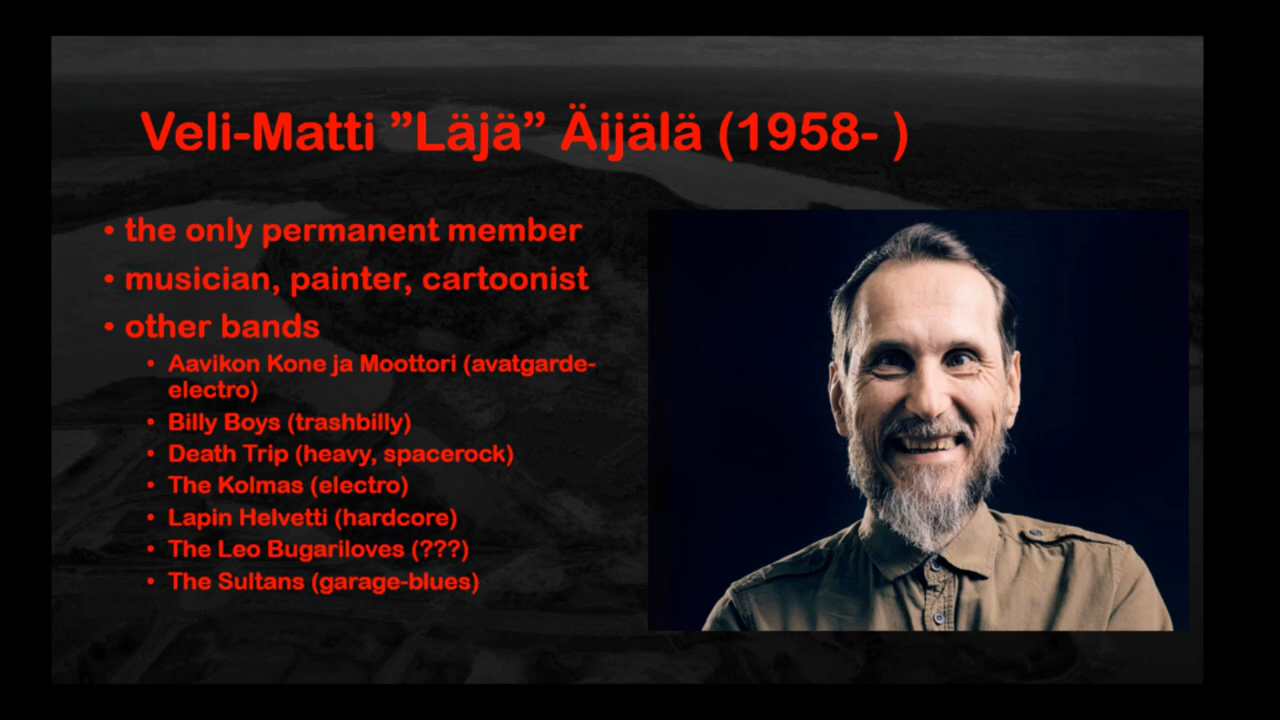 Veli-Matti ”Läjä” Äijälä (1958- )
• the only permanent member
• musician, painter, cartoonist
• other bands
• Aavikon Kone ja Moottori (avatgarde-
electro)
• Billy Boys (trashbilly)
• Death Trip (heavy, spacerock)
• The Kolmas (electro)
• Lapin Helvetti (hardcore)
• The Leo Bugariloves (???)
• The Sultans (garage-blues)